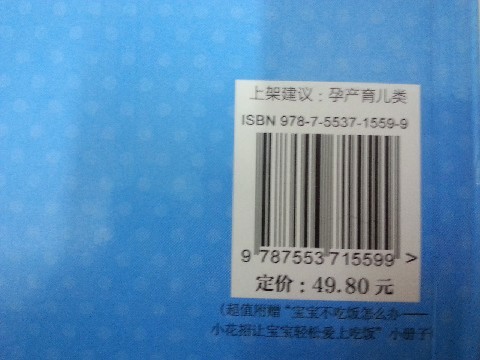 上架建议：孕产育儿类
ISBN 978-7-5537-1559-9
9 787553 715599 >
定价：49.80 元
（超值附赠“宝宝不吃饭怎么办——
小花招让宝宝轻松爱上吃饭”小册子